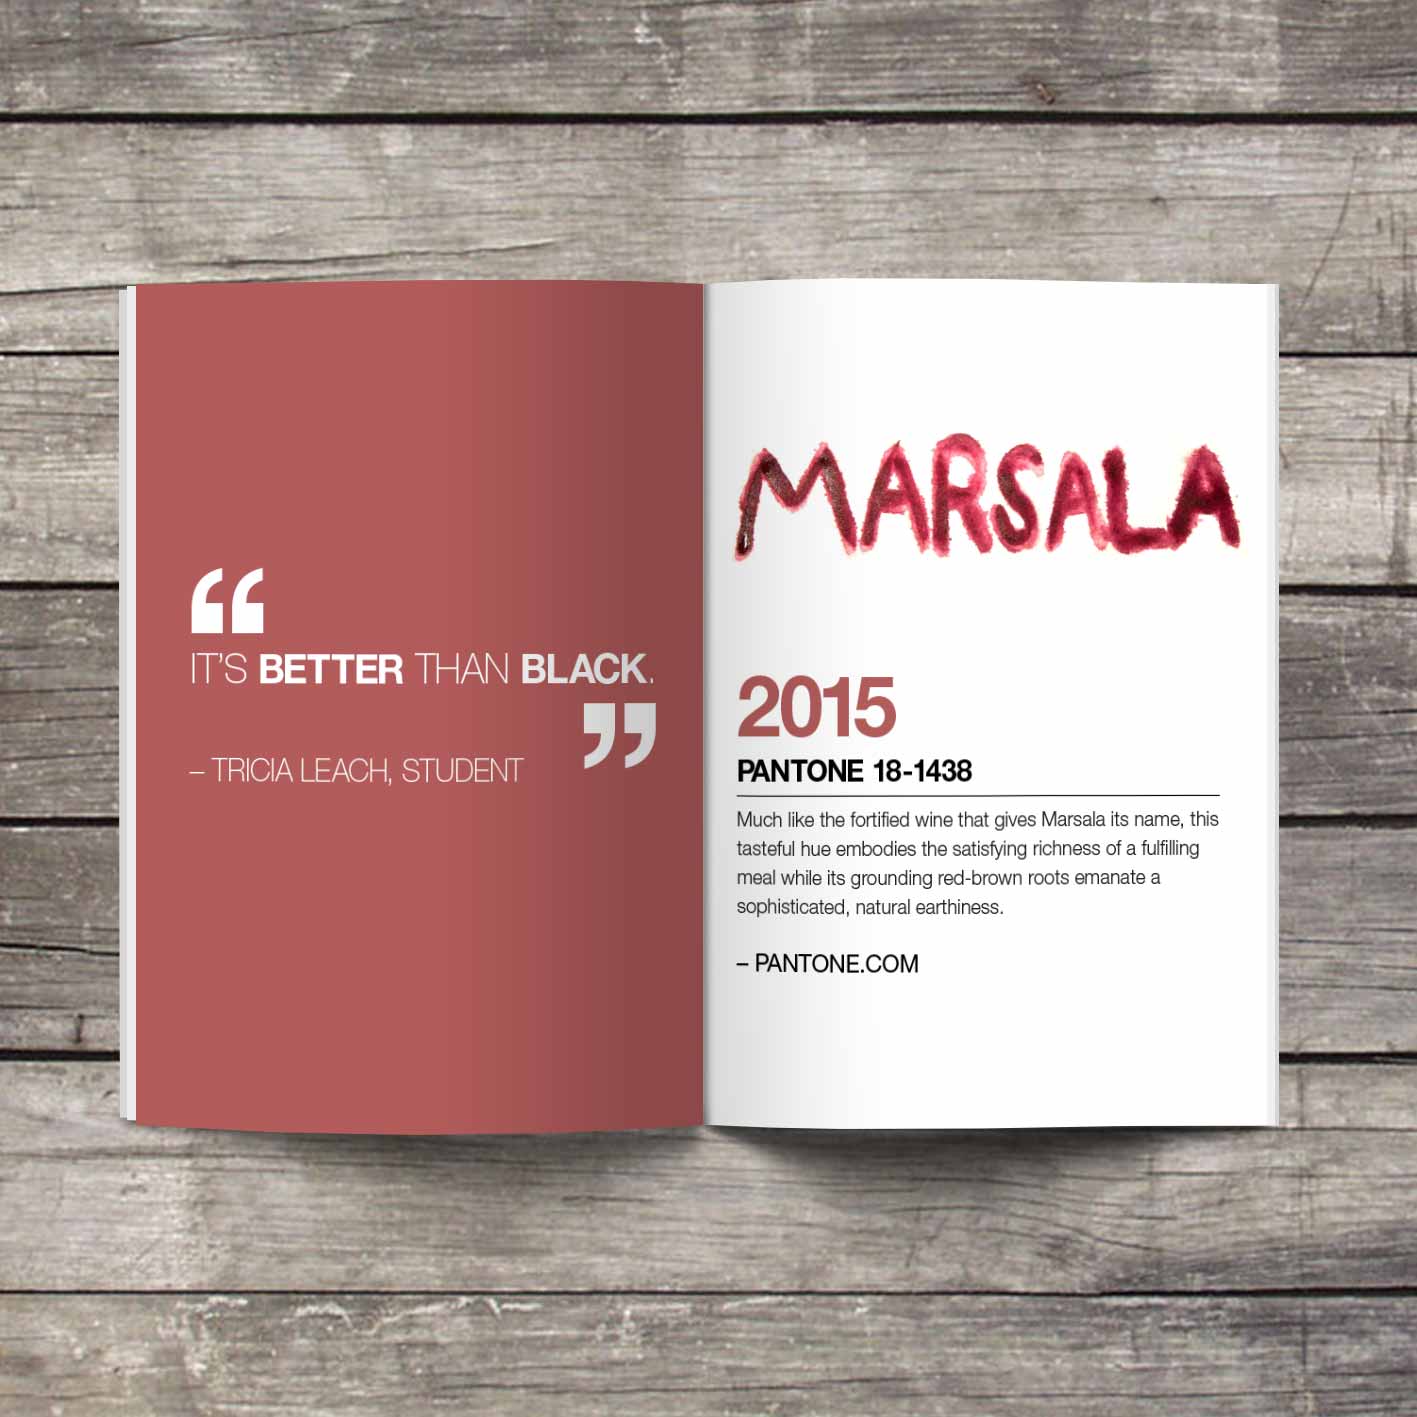 “
IT’S BETTER THAN BLACK.
”
– TRICIA LEACH, STUDENT
MARSALA
2015
PANTONE 18-1438
Much like the fortified wine that gives Marsala its name, this
tasteful hue embodies the satisfying richness of a fulfilling
meal while its grounding red-brown roots emanate a
sophisticated, natural earthiness.
– PANTONE.COM